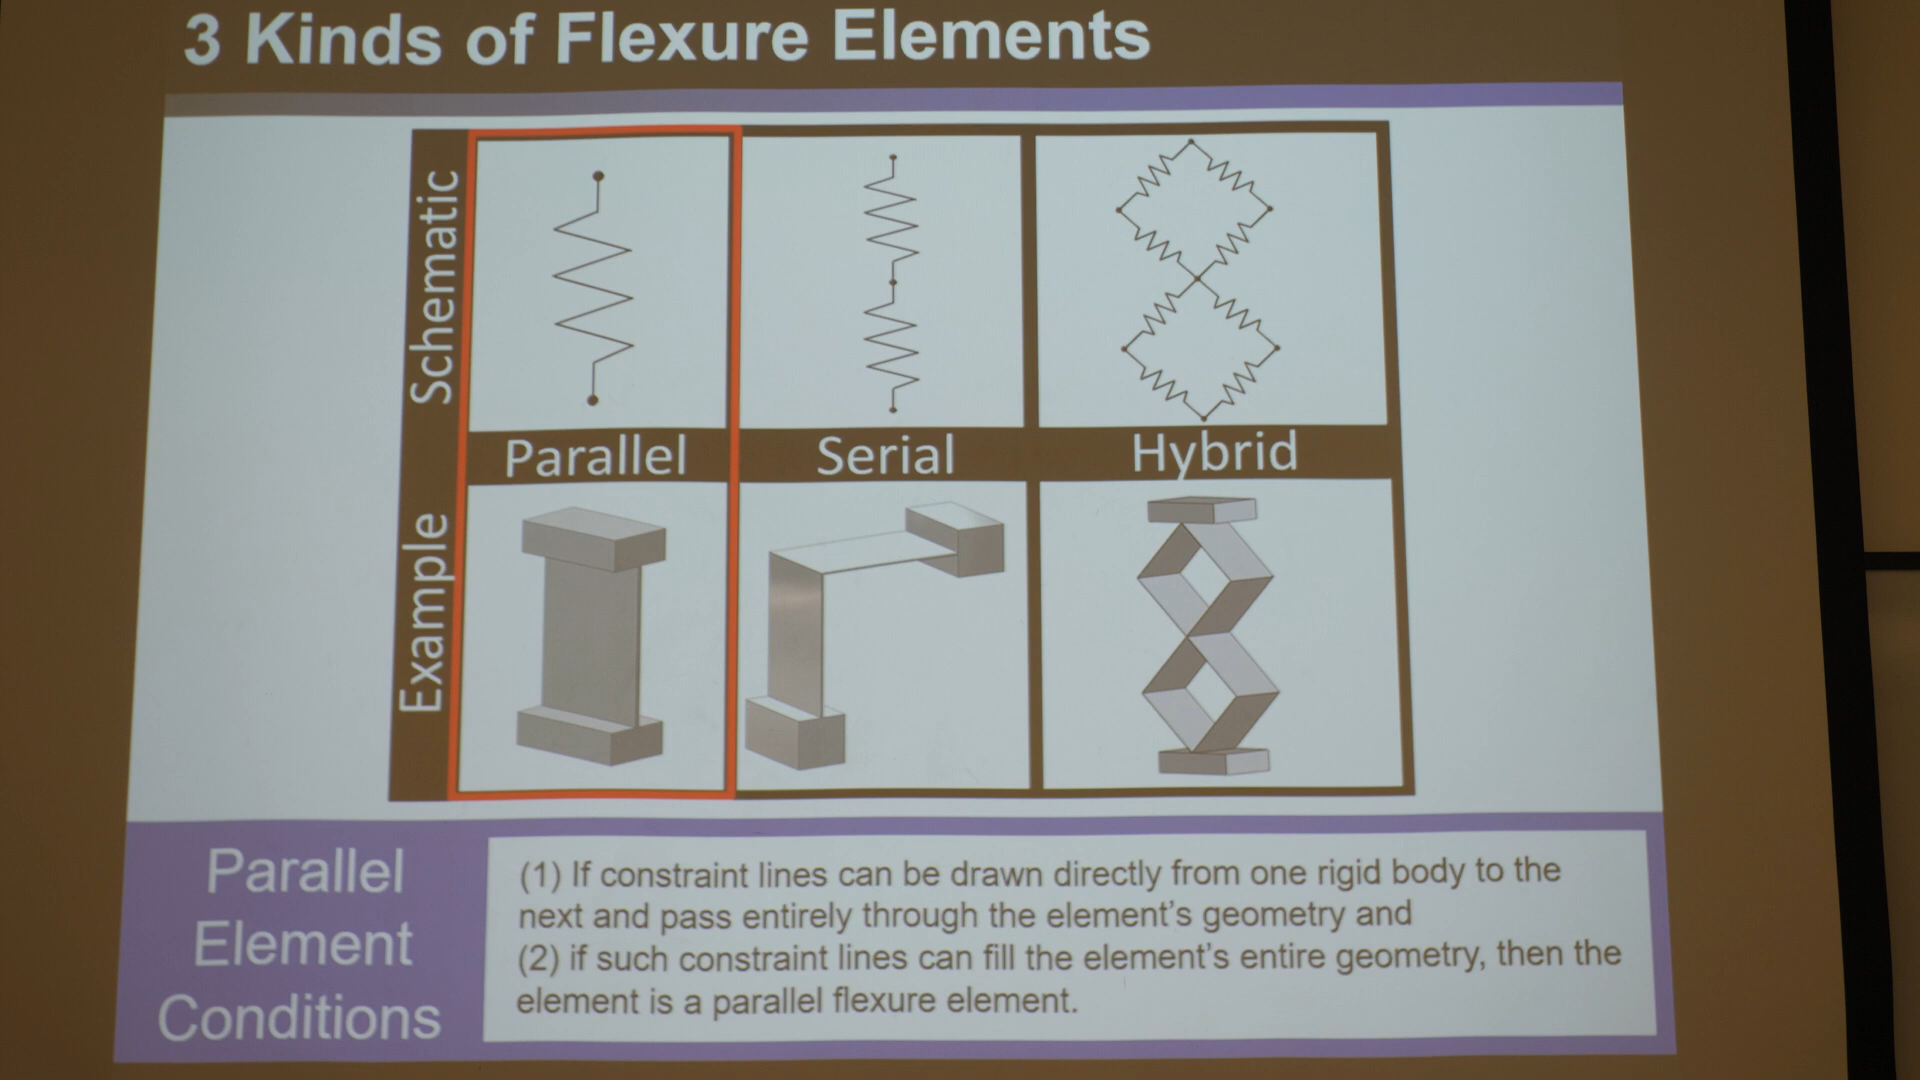 3 Kinds of Flexure Elements
Schematic
Parallel
Serial
Hybrid
Example
Parallel
Element
Conditions
(1) If constraint lines can be drawn directly from one rigid body to the
next and pass entirely through the element's geometry and
(2) if such constraint lines can fill the element's entire geometry, then the
element is a parallel flexure element.